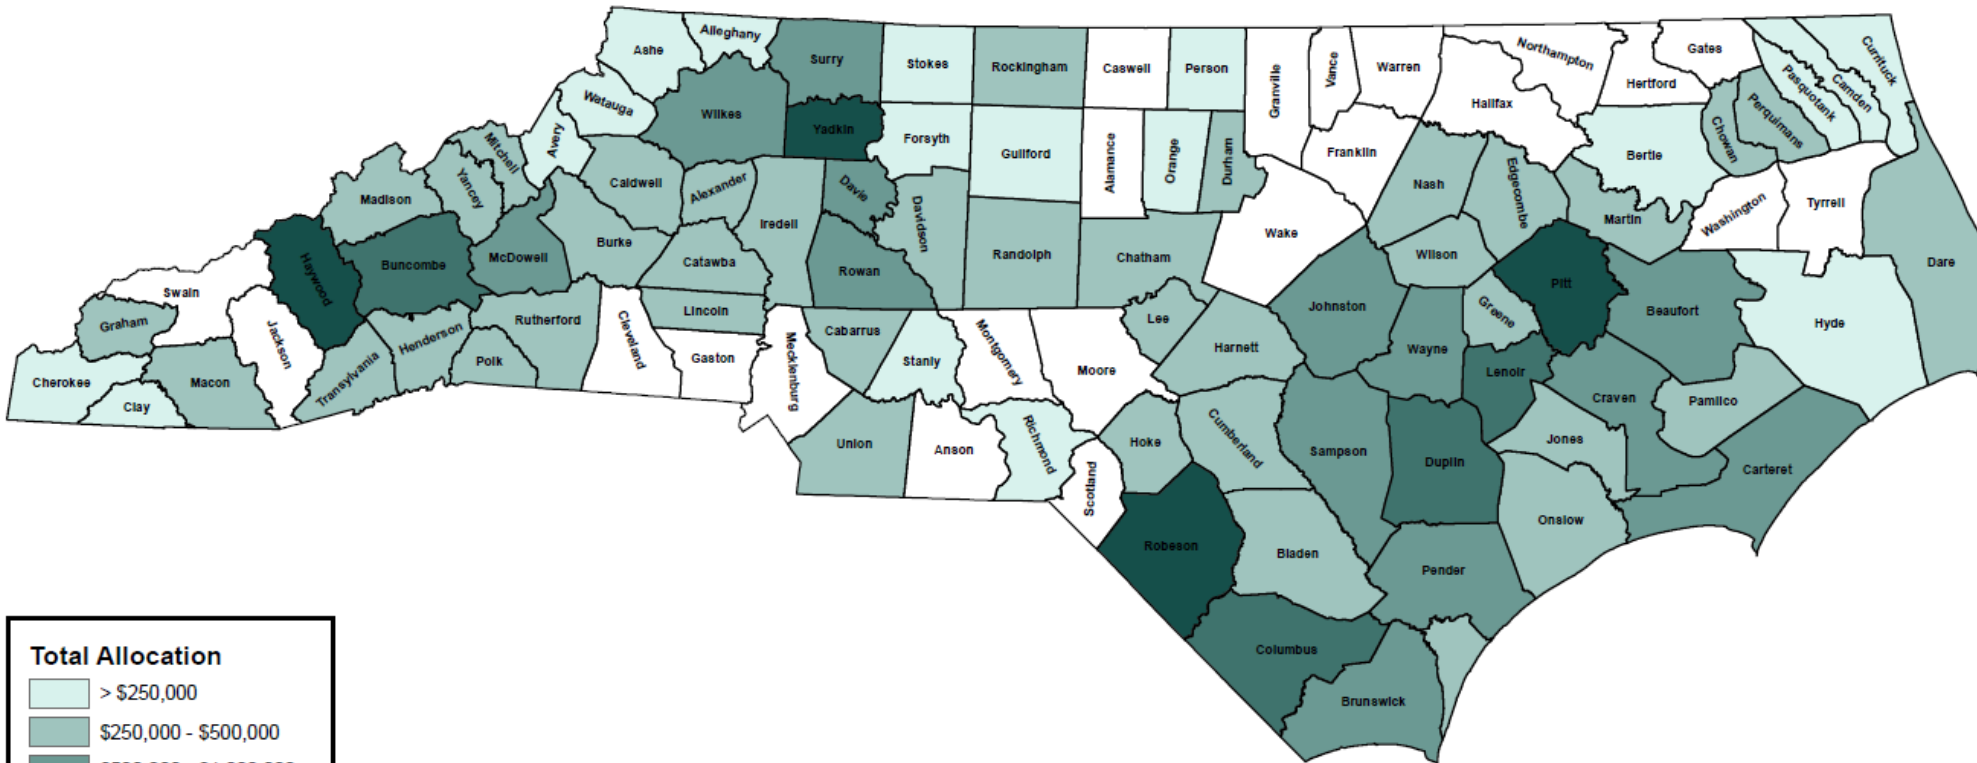 Ashe
Alleghany
Surry
Stokes
Rockingham
Caswell
Person
Granville
Vance
Warren
Northampton
Halifax
Hertford
Gates
Pasquotank
Camden
Currituck
Perquimans
Chowan
Bertie
Watauga
Wilkes
Yadkin
Forsyth
Guilford
Alamance
Orange
Durham
Franklin
Nash
Edgecombe
Martin
Washington
Tyrrell
Dare
Avery
Mitchell
Yancey
Madison
Caldwell
Alexander
Iredell
Davie
Davidson
Randolph
Chatham
Wake
Wilson
Pitt
Beaufort
Hyde
Haywood
Buncombe
McDowell
Burke
Catawba
Rowan
Johnston
Greene
Swain
Graham
Jackson
Cherokee
Clay
Macon
Transylvania
Henderson
Polk
Rutherford
Cleveland
Lincoln
Gaston
Mecklenburg
Cabarrus
Stanly
Montgomery
Moore
Lee
Harnett
Wayne
Lenoir
Craven
Pamlico
Union
Anson
Richmond
Scotland
Hoke
Cumberland
Sampson
Duplin
Jones
Carteret
Onslow
Robeson
Bladen
Pender
Columbus
Brunswick
Total Allocation
> $250,000
$250,000 - $500,000